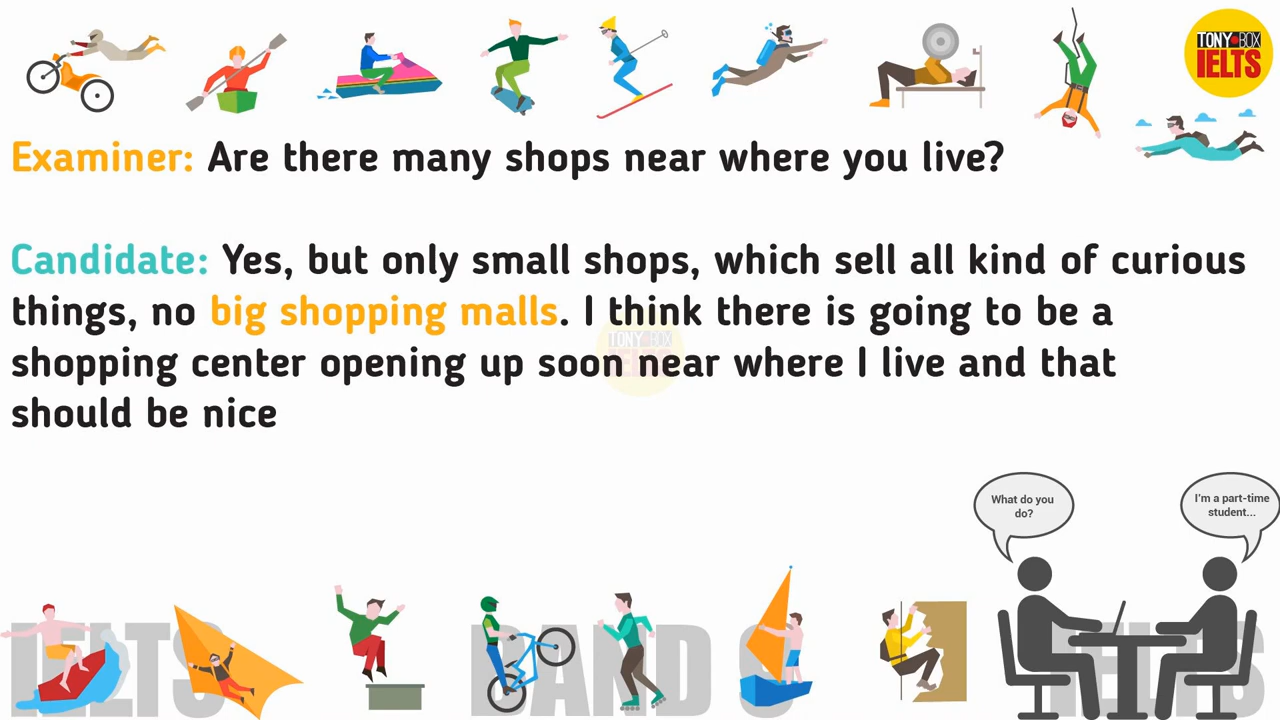 TONY BOX
IELTS
Examiner: Are there many shops near where you live?
Candidate: Yes, but only small shops, which sell all kind of curious
things, no big shopping malls. I think there is going to be a
shopping center opening up soon near where I live and that
should be nice
TONY BOX
IELTS
What do you
do?
I'm a part-time
student...
IELTS BAND